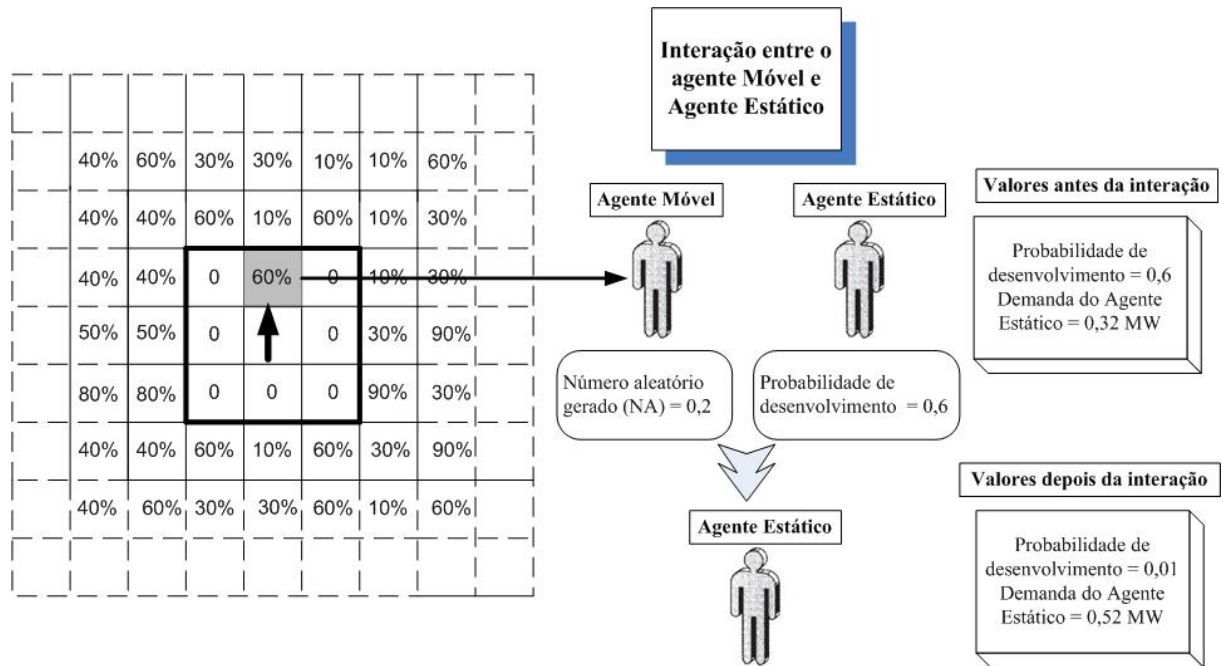 40% 60% 30% 30% 10% 10% 60%
40% 40% 60% 10% 60% 10% 30%
40% 40% 0 60% 0 10% 30%
50% 50% 0 0 30% 90%
80% 80% 0 0 0 90% 30%
40% 40% 60% 10% 60% 30% 90%
40% 60% 30% 30% 60% 10% 60%
Interação entre o
agente Móvel e
Agente Estático
Agente Móvel
Agente Estático
Número aleatório
gerado (NA) = 0,2
Probabilidade de
desenvolvimento = 0,6
Agente Estático
Valores antes da interação
Probabilidade de
desenvolvimento = 0,6
Demanda do Agente
Estático = 0,32 MW
Valores depois da interação
Probabilidade de
desenvolvimento = 0,01
Demanda do Agente
Estático = 0,52 MW